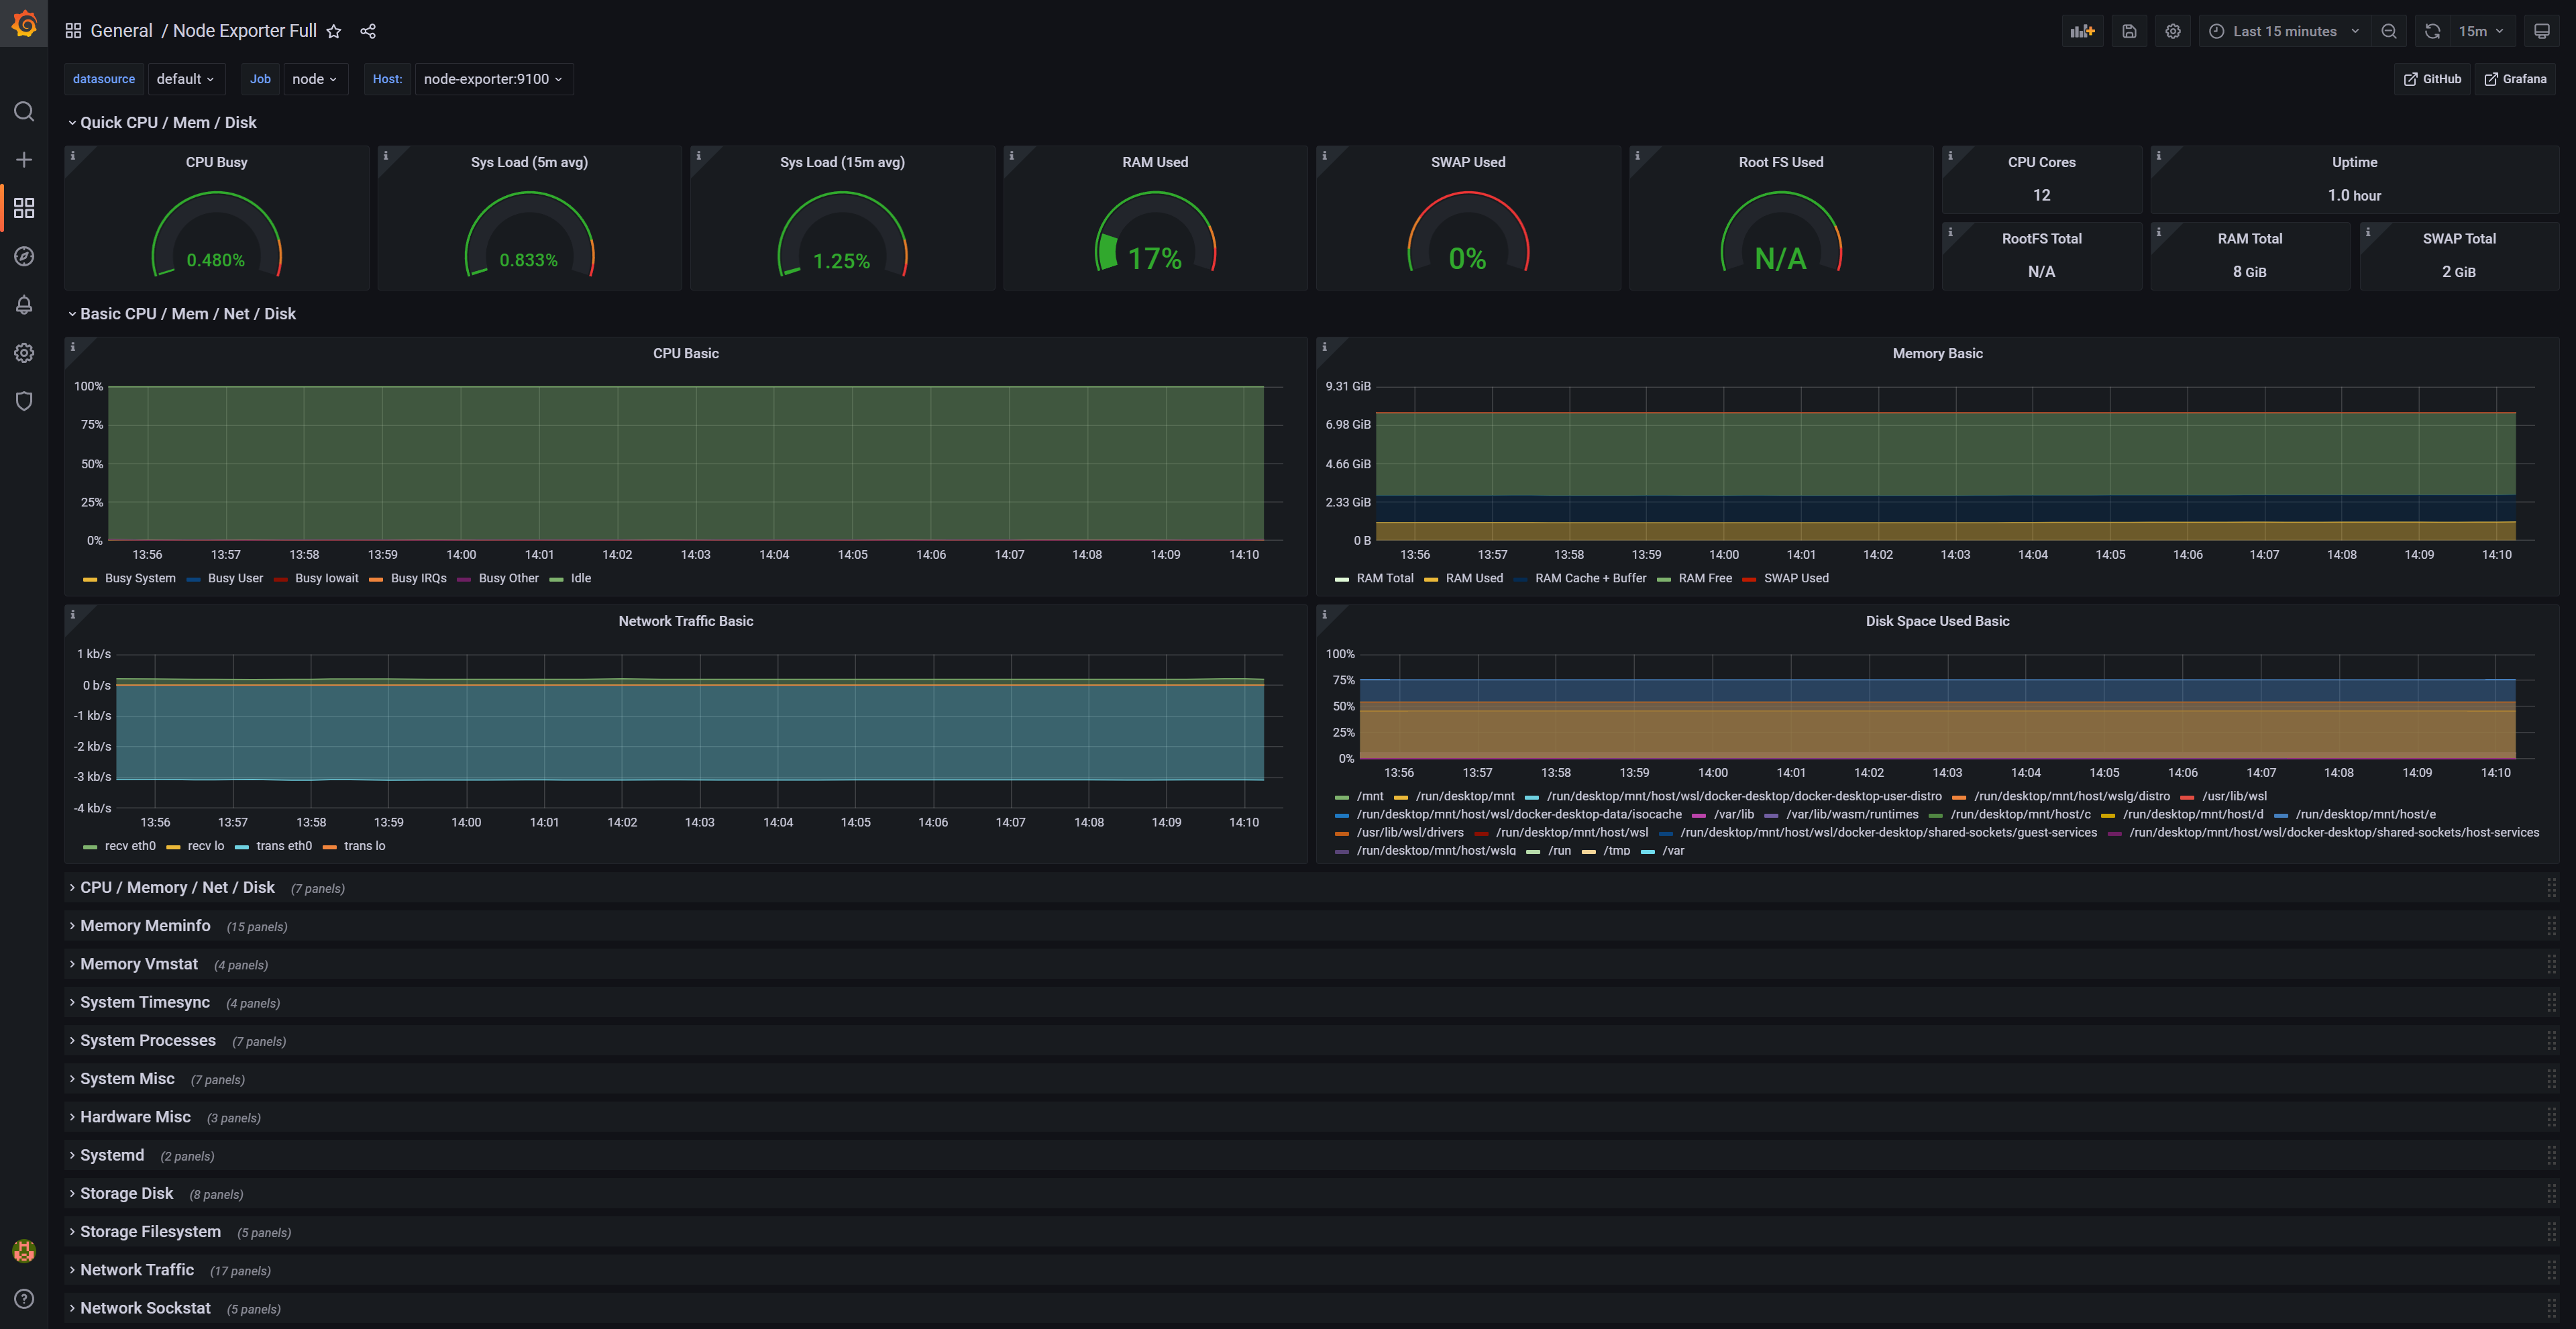 General / Node Exporter Full
Last 15 minutes 15m
datasource default Job node Host: node-exporter:9100 GitHub Grafana
Quick CPU / Mem / Disk
CPU Busy Sys Load (5m avg) Sys Load (15m avg) RAM Used SWAP Used Root FS Used CPU Cores Uptime
12 1.0 hour
RootFS Total RAM Total SWAP Total
0.480% 0.833% 1.25% 17% 0% N/A N/A 8 GiB 2 GiB
Basic CPU / Mem / Net / Disk
CPU Basic
100%
75%
50%
25%
0%
13:56 13:57 13:58 13:59 14:00 14:01 14:02 14:03 14:04 14:05 14:06 14:07 14:08 14:09 14:10
Busy System Busy User Busy Iowait Busy IRQs Busy Other Idle
Memory Basic
9.31 GiB
6.98 GiB
4.66 GiB
2.33 GiB
0 B
13:56 13:57 13:58 13:59 14:00 14:01 14:02 14:03 14:04 14:05 14:06 14:07 14:08 14:09 14:10
RAM Total RAM Used RAM Cache + Buffer RAM Free SWAP Used
Network Traffic Basic
1 kb/s
0 b/s
-1 kb/s
-2 kb/s
-3 kb/s
-4 kb/s
13:56 13:57 13:58 13:59 14:00 14:01 14:02 14:03 14:04 14:05 14:06 14:07 14:08 14:09 14:10
recv eth0 recv lo trans eth0 trans lo
Disk Space Used Basic
100%
75%
50%
25%
0%
13:56 13:57 13:58 13:59 14:00 14:01 14:02 14:03 14:04 14:05 14:06 14:07 14:08 14:09 14:10
/mnt /run/desktop/mnt /run/desktop/mnt/host/wsl/docker-desktop/docker-desktop-user-distro /run/desktop/mnt/host/wslg/distro /usr/lib/wsl
/run/desktop/mnt/host/wsl/docker-desktop-data/isocache /var/lib /var/lib/wasm/runtimes /run/desktop/mnt/host/c /run/desktop/mnt/host/d /run/desktop/mnt/host/e
/usr/lib/wsl/drivers /run/desktop/mnt/host/wsl /run/desktop/mnt/host/wsl/docker-desktop/shared-sockets/guest-services /run/desktop/mnt/host/wsl/docker-desktop/shared-sockets/host-services
/run/desktop/mnt/host/wslg /run /tmp /var
CPU / Memory / Net / Disk (7 panels)
Memory Meminfo (15 panels)
Memory Vmstat (4 panels)
System Timesync (4 panels)
System Processes (7 panels)
System Misc (7 panels)
Hardware Misc (3 panels)
Systemd (2 panels)
Storage Disk (8 panels)
Storage Filesystem (5 panels)
Network Traffic (17 panels)
Network Sockstat (5 panels)